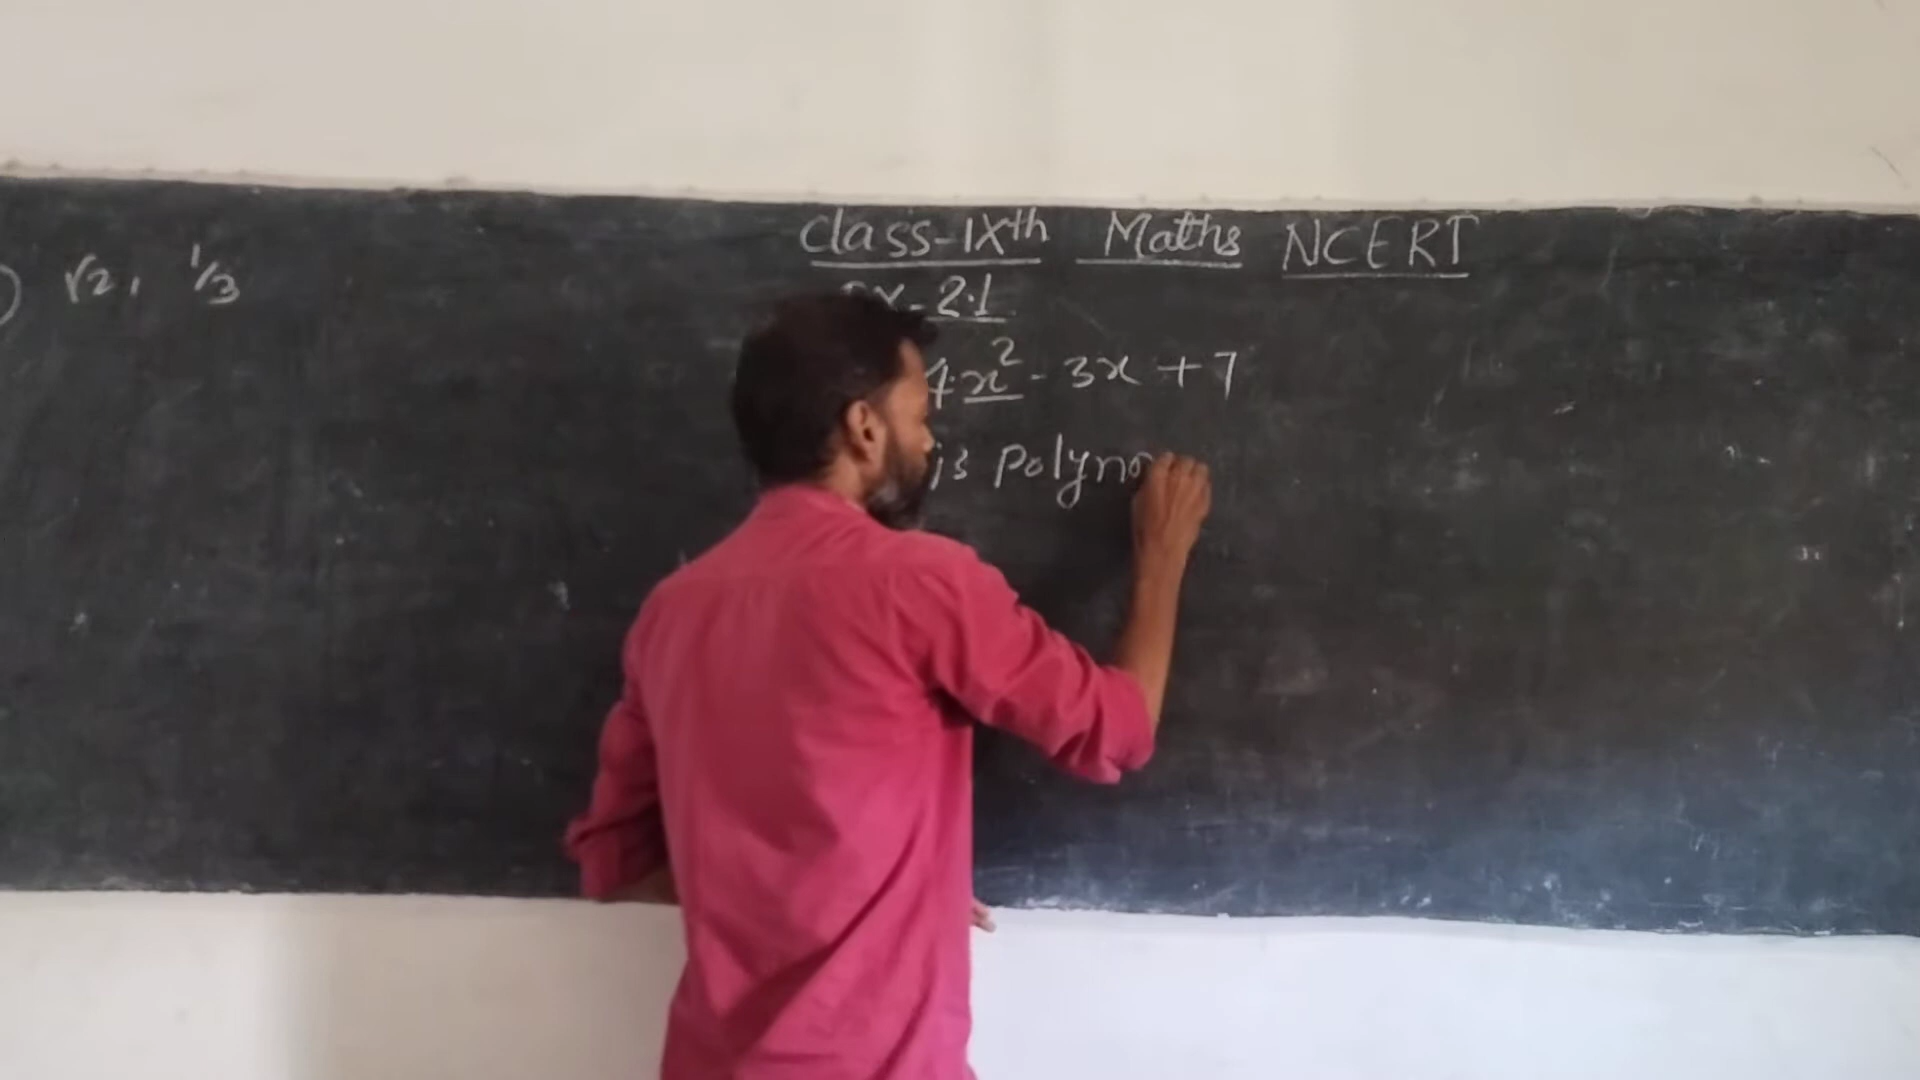 √2, 1/3
Class-IXth Maths NCERT
2.1
4x² - 3x + 7
is Polyno